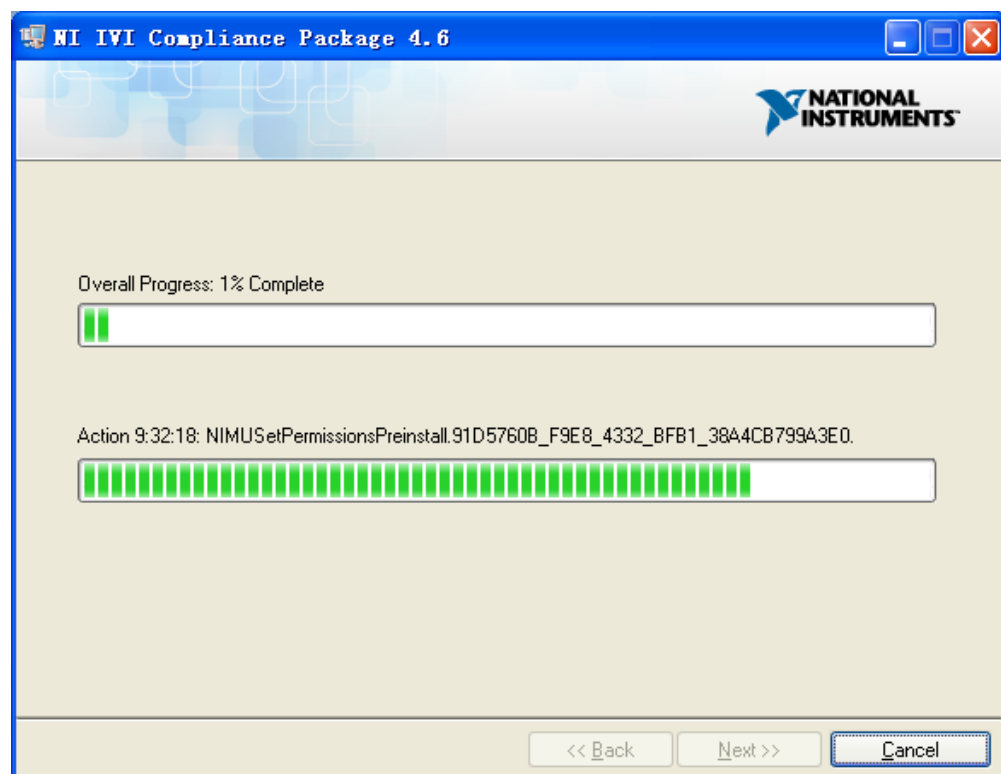 NI IVI Compliance Package 4.6
NATIONAL
INSTRUMENTS™
Overall Progress: 1% Complete
Action 9:32:18: NIMUSetPermissionsPreinstall.91D5760B_F9E8_4332_BFB1_38A4CB799A3E0.
<< Back
Next >>
Cancel